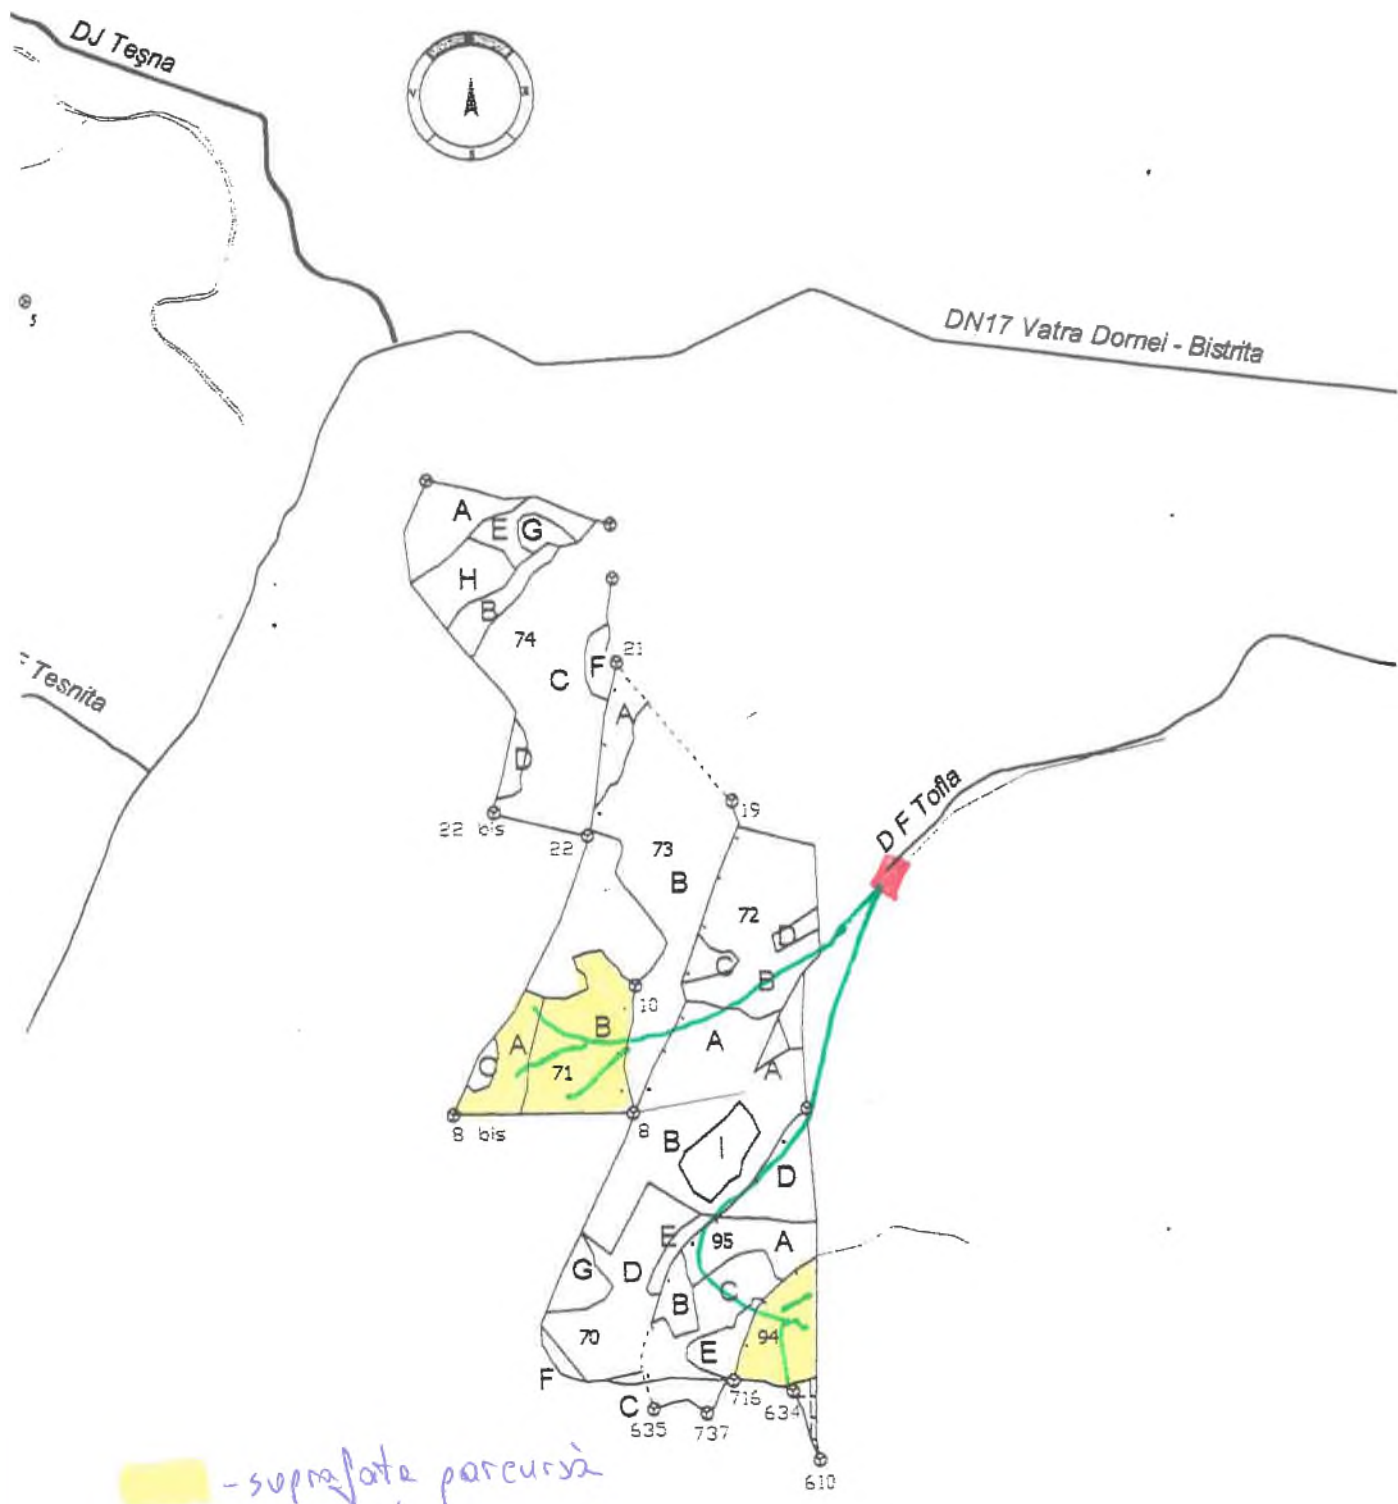 DJ Teşna
V
S
5
DN17 Vatra Dornei - Bistrita
A
E
G
H
B
74
C
F
21
Tesnita
A
D
22 bis
22
19
73
B
D F Tofla
72
D
C
B
10
B
A
A
C
71
A
8 bis
8
B
I
D
E
95
A
G
D
C
B
70
94
E
F
716
C
635
737
634
610
- suprafata parcursă